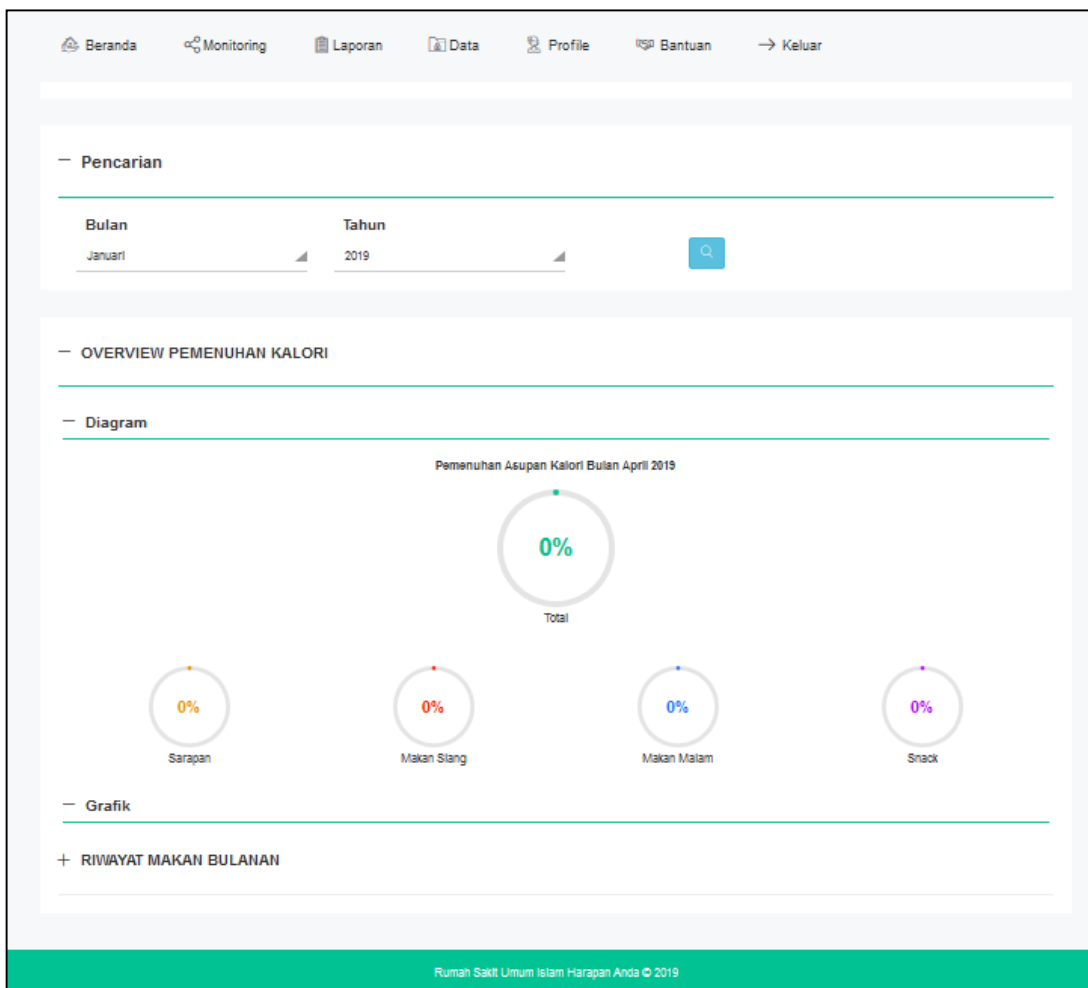 Beranda Monitoring Laporan Data Profile Bantuan Keluar
Pencarian
Bulan Tahun
Januari 2019
OVERVIEW PEMENUHAN KALORI
Diagram
Pemenuhan Asupan Kalori Bulan April 2019
0%
Total
0% 0% 0% 0%
Sarapan Makan Siang Makan Malam Snack
Grafik
RIWAYAT MAKAN BULANAN
Rumah Sakit Umum Islam Harapan Anda © 2019